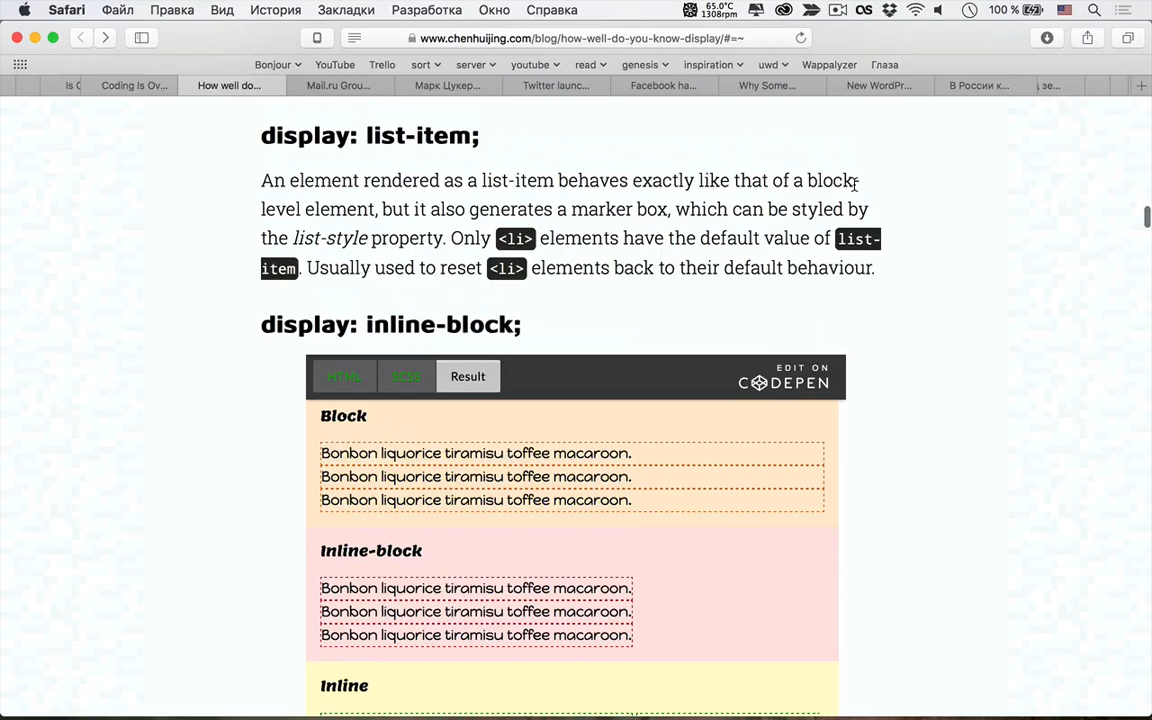 Safari Файл Правка Вид История Закладки Разработка Окно Справка 65.0°C 1308rpm 100 %
www.chenhuijing.com/blog/how-well-do-you-know-display/#=~
Bonjour YouTube Trello sort server youtube read genesis inspiration uwd Wappalyzer Глаза
Is C Coding Is Ov... How well do... Mail.ru Grou... Марк Цукер... Twitter launc... Facebook ha... Why Some... New WordPr... В России к... зе...
display: list-item;
An element rendered as a list-item behaves exactly like that of a block-
level element, but it also generates a marker box, which can be styled by
the list-style property. Only <li> elements have the default value of list-
item. Usually used to reset <li> elements back to their default behaviour.
display: inline-block;
HTML SCSS Result EDIT ON
CODEPEN
Block
Bonbon liquorice tiramisu toffee macaroon.
Bonbon liquorice tiramisu toffee macaroon.
Bonbon liquorice tiramisu toffee macaroon.
Inline-block
Bonbon liquorice tiramisu toffee macaroon.
Bonbon liquorice tiramisu toffee macaroon.
Bonbon liquorice tiramisu toffee macaroon.
Inline